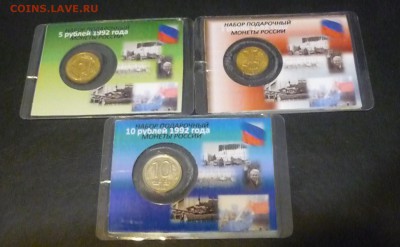 COINS.LAVE.RU
5 рублей 1992 года
НАБОР ПОДАРОЧНЫЙ
МОНЕТЫ РОССИИ
10 рублей 1992 года
НАБОР ПОДАРОЧНЫЙ
МОНЕТЫ РОССИИ
10